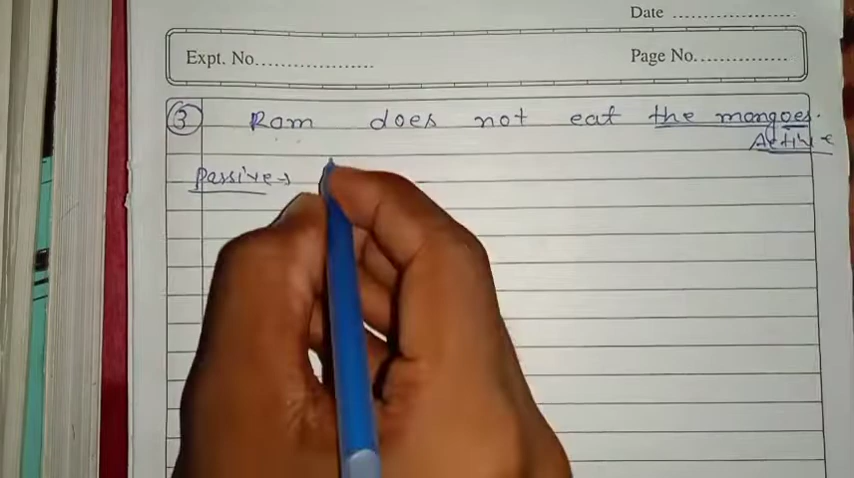 Date ........................
Expt. No..................... Page No.................
③ Ram does not eat the mangoes.
Active
Passive→